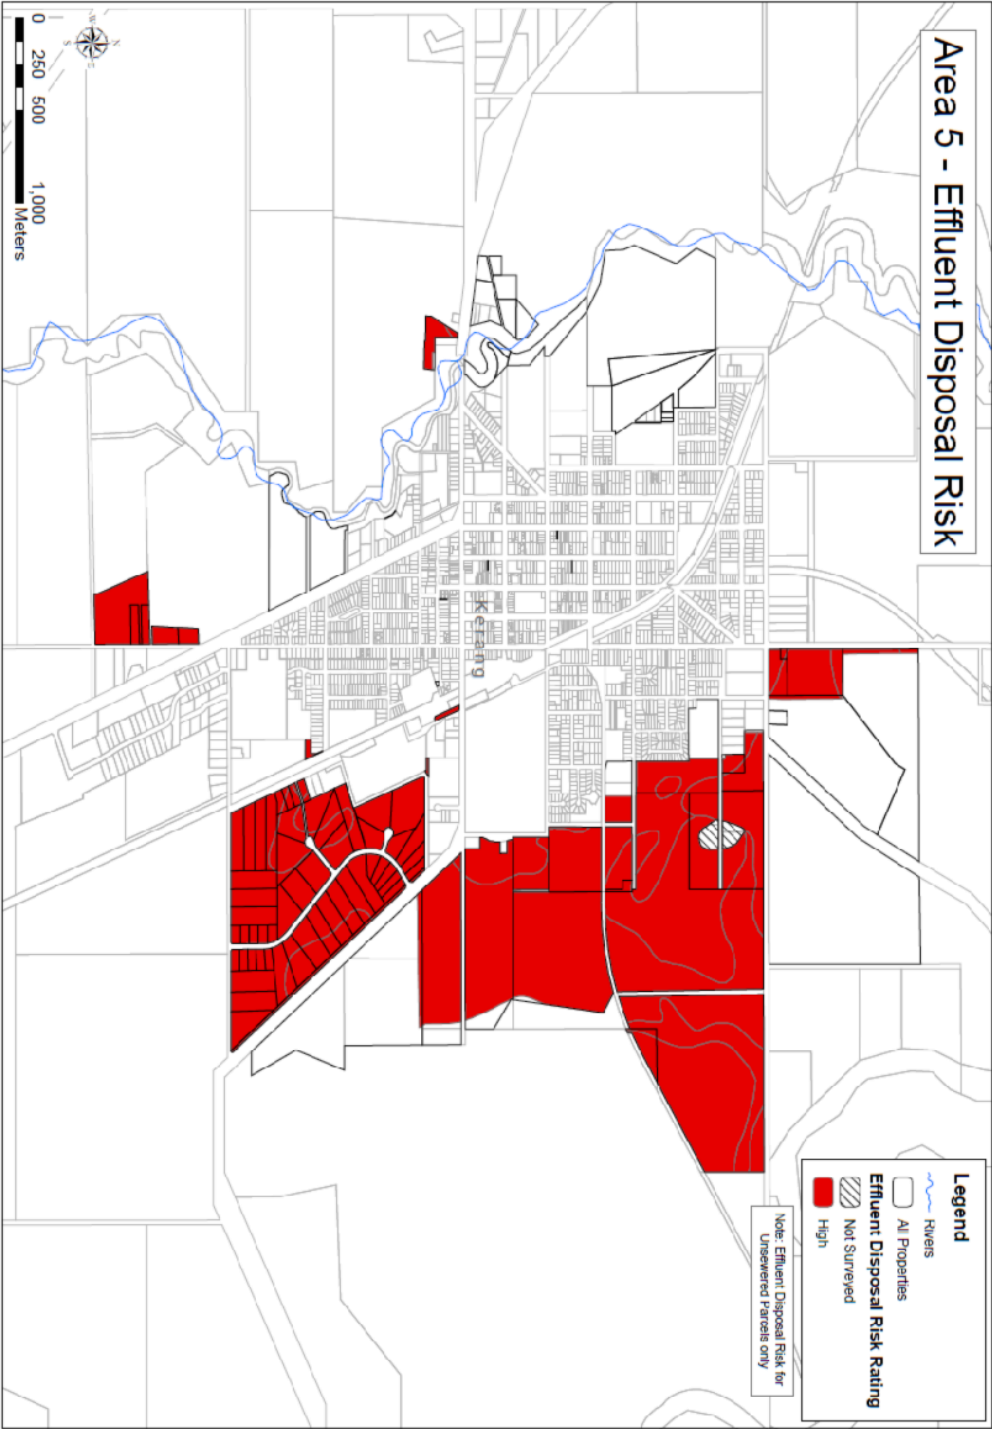 Area 5 - Effluent Disposal Risk
Kerang
Legend
Rivers
All Properties
Effluent Disposal Risk Rating
Not Surveyed
High
Note: Effluent Disposal Risk for
Unsewered Parcels only
N
W
E
S
0 250 500 1,000
Meters